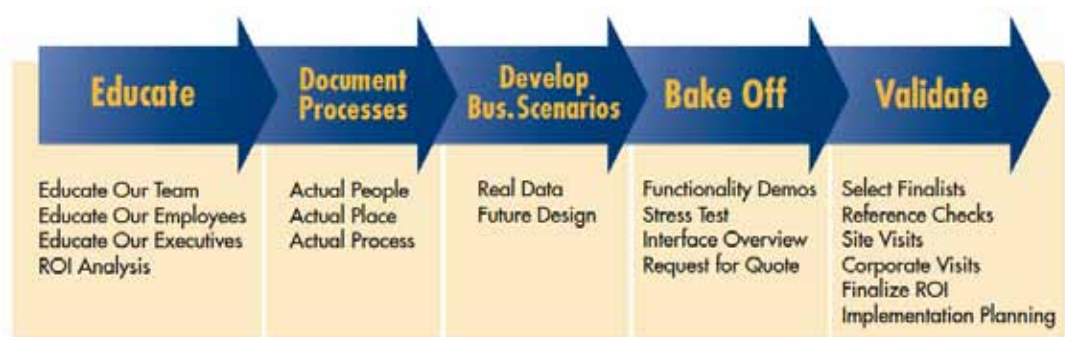 Educate
Document
Processes
Develop
Bus. Scenarios
Bake Off
Validate
Educate Our Team
Educate Our Employees
Educate Our Executives
ROI Analysis
Actual People
Actual Place
Actual Process
Real Data
Future Design
Functionality Demos
Stress Test
Interface Overview
Request for Quote
Select Finalists
Reference Checks
Site Visits
Corporate Visits
Finalize ROI
Implementation Planning